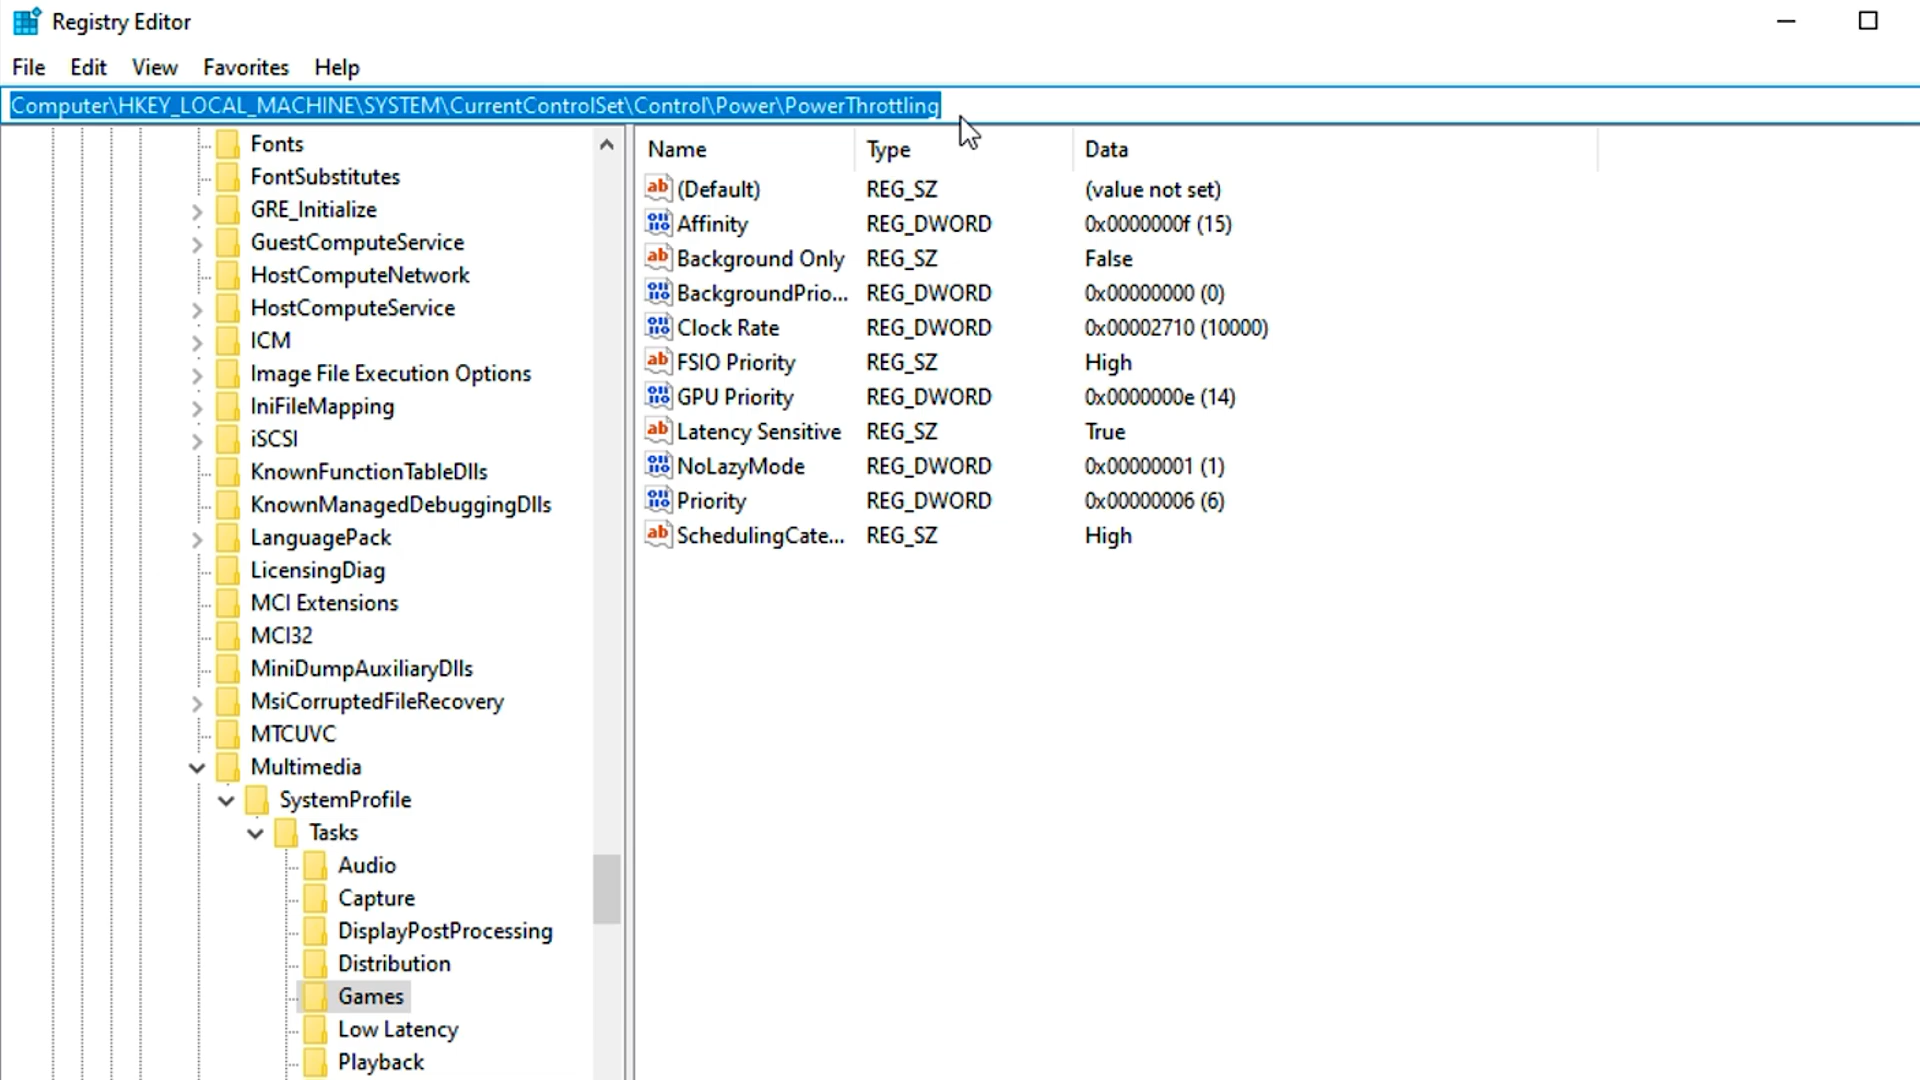 Registry Editor
File Edit View Favorites Help
Computer\HKEY_LOCAL_MACHINE\SYSTEM\CurrentControlSet\Control\Power\PowerThrottling
Fonts
FontSubstitutes
GRE_Initialize
GuestComputeService
HostComputeNetwork
HostComputeService
ICM
Image File Execution Options
IniFileMapping
iSCSI
KnownFunctionTableDlls
KnownManagedDebuggingDlls
LanguagePack
LicensingDiag
MCI Extensions
MCI32
MiniDumpAuxiliaryDlls
MsiCorruptedFileRecovery
MTCUVC
Multimedia
SystemProfile
Tasks
Audio
Capture
DisplayPostProcessing
Distribution
Games
Low Latency
Playback
Name Type Data
(Default) REG_SZ (value not set)
Affinity REG_DWORD 0x0000000f (15)
Background Only REG_SZ False
BackgroundPrio... REG_DWORD 0x00000000 (0)
Clock Rate REG_DWORD 0x00002710 (10000)
FSIO Priority REG_SZ High
GPU Priority REG_DWORD 0x0000000e (14)
Latency Sensitive REG_SZ True
NoLazyMode REG_DWORD 0x00000001 (1)
Priority REG_DWORD 0x00000006 (6)
SchedulingCate... REG_SZ High